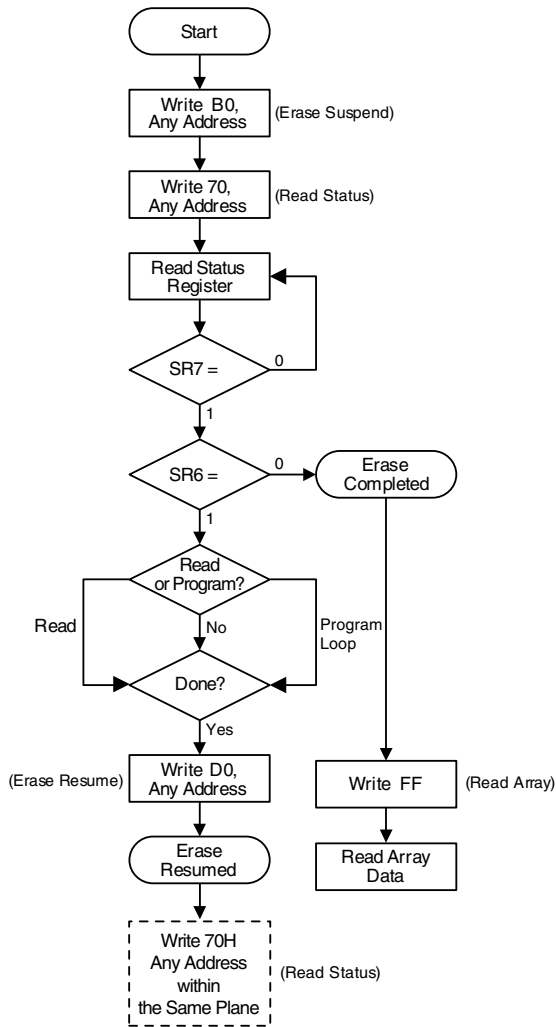 Start
Write B0,
Any Address
(Erase Suspend)
Write 70,
Any Address
(Read Status)
Read Status
Register
SR7 =
0
1
SR6 =
0
Erase
Completed
1
Read
or Program?
Read
No
Program
Loop
Done?
Yes
(Erase Resume)
Write D0,
Any Address
Write FF
(Read Array)
Erase
Resumed
Read Array
Data
Write 70H
Any Address
within
the Same Plane
(Read Status)